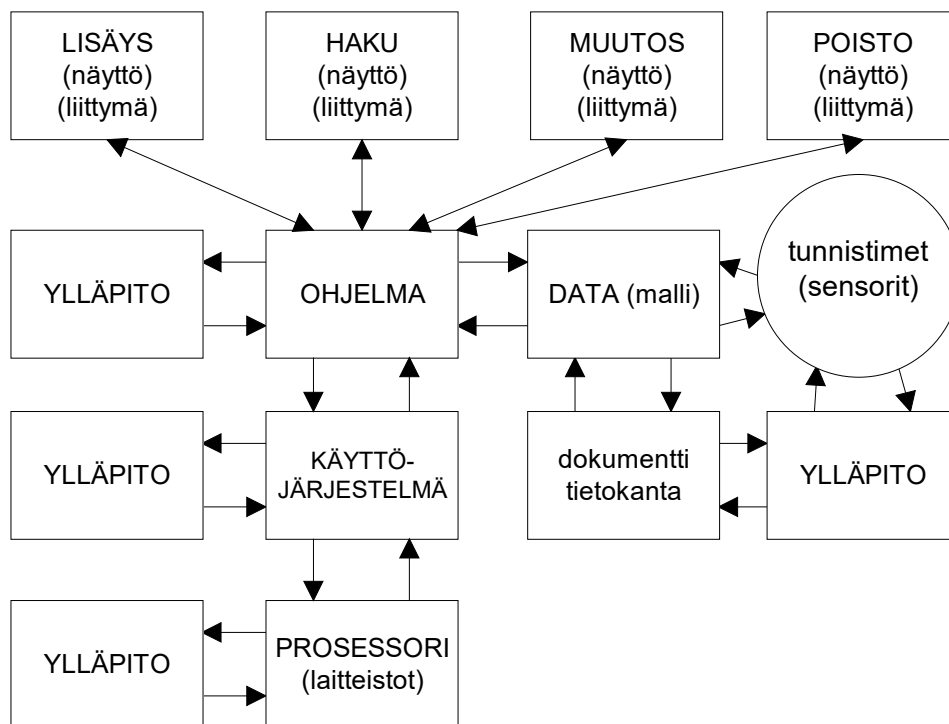 LISÄYS
(näyttö)
(liittymä)
HAKU
(näyttö)
(liittymä)
MUUTOS
(näyttö)
(liittymä)
POISTO
(näyttö)
(liittymä)
YLLÄPITO
OHJELMA
DATA (malli)
tunnistimet
(sensorit)
YLLÄPITO
KÄYTTÖ-
JÄRJESTELMÄ
dokumentti
tietokanta
YLLÄPITO
YLLÄPITO
PROSESSORI
(laitteistot)